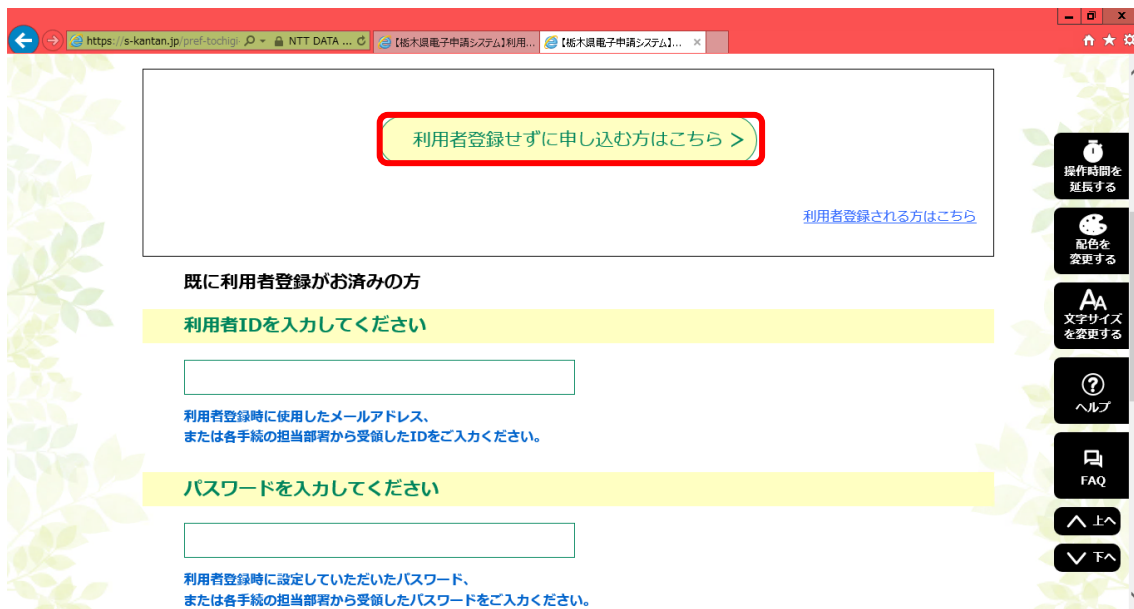 https://s-kantan.jp/pref-tochigi
NTT DATA ...
【栃木県電子申請システム】利用...
【栃木県電子申請システム】...
利用者登録せずに申し込む方はこちら >
利用者登録される方はこちら
既に利用者登録がお済みの方
利用者IDを入力してください
利用者登録時に使用したメールアドレス、
または各手続の担当部署から受領したIDをご入力ください。
パスワードを入力してください
利用者登録時に設定していただいたパスワード、
または各手続の担当部署から受領したパスワードをご入力ください。
操作時間を
延長する
配色を
変更する
AA
文字サイズ
を変更する
?
ヘルプ
FAQ
上へ
下へ